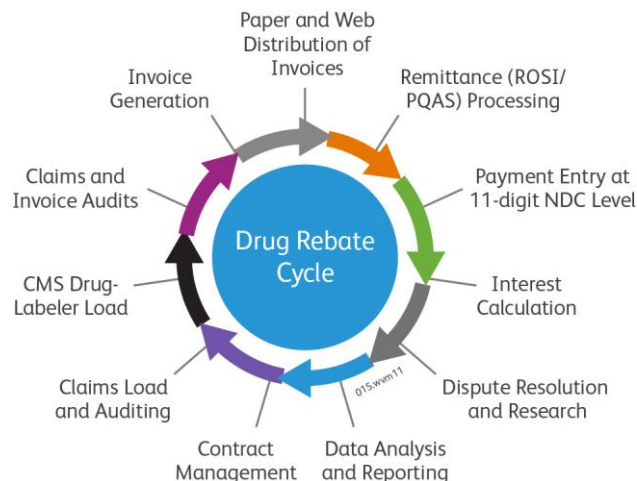 Paper and Web
Distribution of
Invoices
Remittance (ROSI/
PQAS) Processing
Payment Entry at
11-digit NDC Level
Interest
Calculation
Dispute Resolution
and Research
Data Analysis
and Reporting
Contract
Management
Claims Load
and Auditing
CMS Drug-
Labeler Load
Claims and
Invoice Audits
Invoice
Generation
Drug Rebate
Cycle
015.wvm11